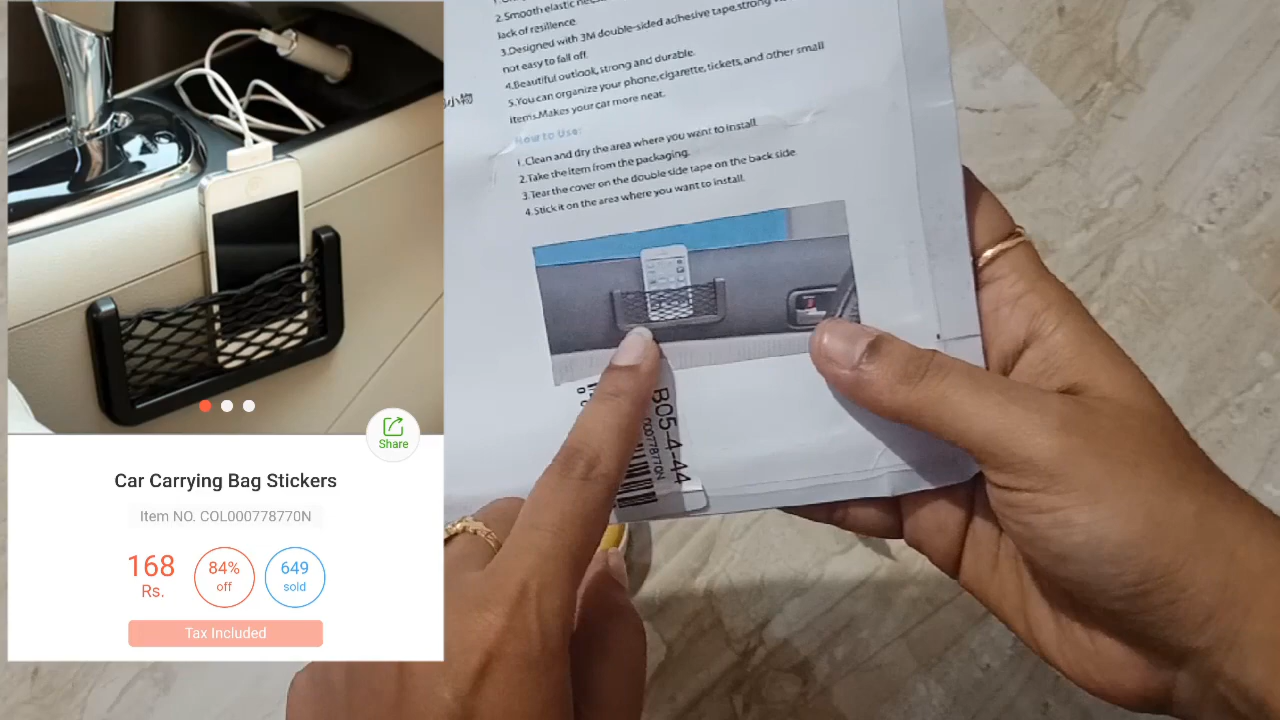 Share
Car Carrying Bag Stickers
Item NO. COL000778770N
168
Rs.
84%
off
649
sold
Tax Included
小物
2.Smooth elastic
lack of resilience.
3.Designed with 3M double-sided adhesive tape,strong
not easy to fall off.
4.Beautiful outlook,strong and durable.
5.You can organize your phone,cigarette, tickets, and other small
items.Makes your car more neat.
How to Use:
1.Clean and dry the area where you want to install.
2.Take the item from the packaging.
3.Tear the cover on the double side tape on the back side
4.Stick it on the area where you want to install.
B05-4-44
000778770N